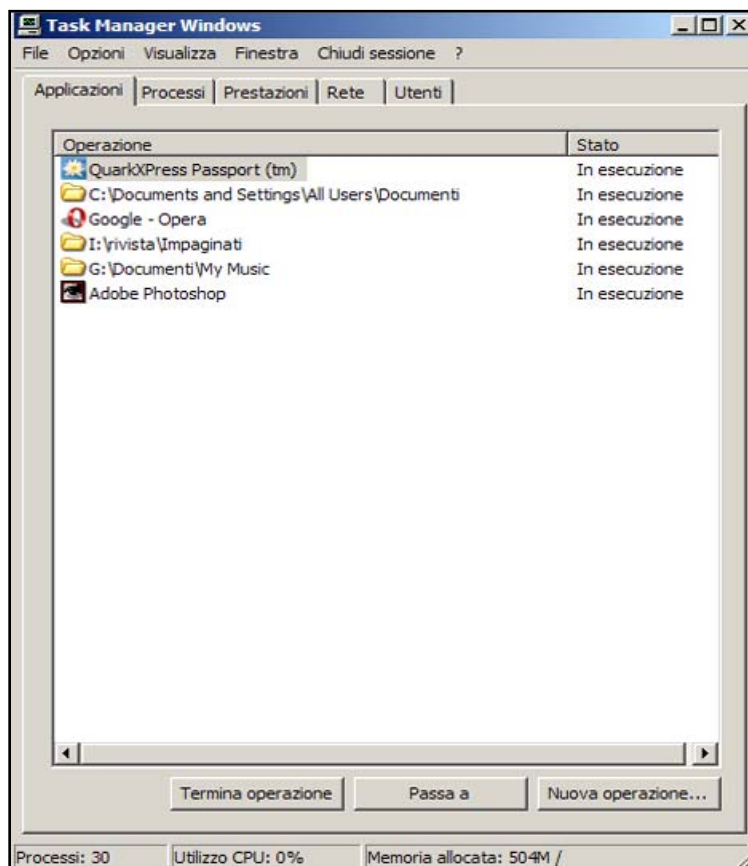 Task Manager Windows
File Opzioni Visualizza Finestra Chiudi sessione ?
Applicazioni Processi Prestazioni Rete Utenti
Operazione Stato
QuarkXPress Passport (tm) In esecuzione
C:\Documents and Settings\All Users\Documenti In esecuzione
Google - Opera In esecuzione
I:\rivista\Impaginati In esecuzione
G:\Documenti\My Music In esecuzione
Adobe Photoshop In esecuzione
Termina operazione Passa a Nuova operazione...
Processi: 30 Utilizzo CPU: 0% Memoria allocata: 504M /